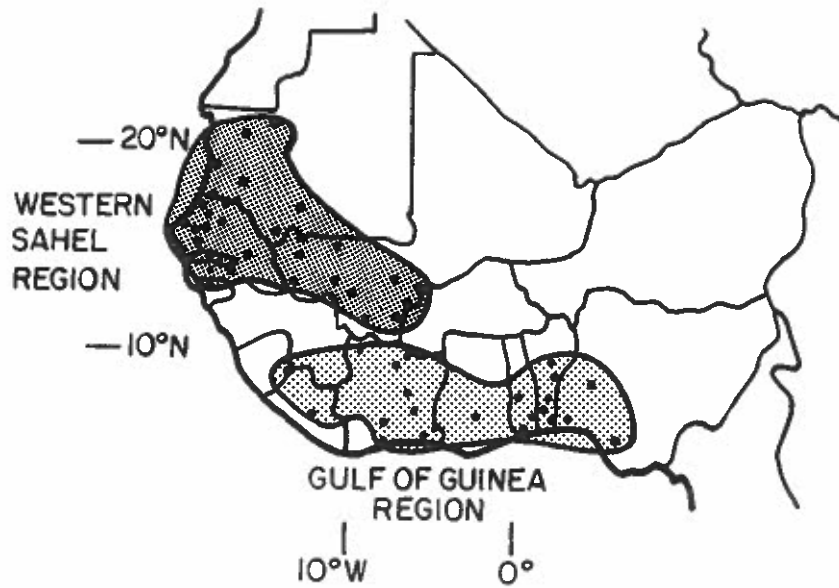 — 20°N
WESTERN
SAHEL
REGION
— 10°N
GULF OF GUINEA
REGION
10°W
0°